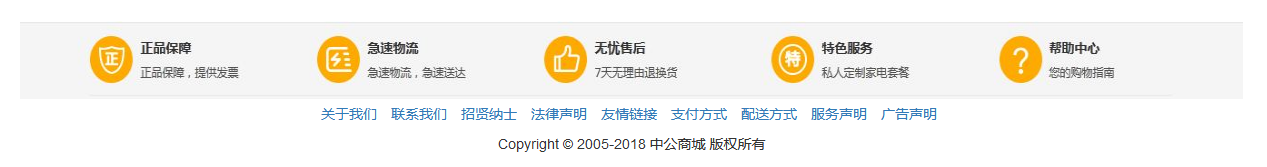 正 正品保障 急速物流 无忧售后 特 特色服务 ? 帮助中心
正品保障，提供发票 急速物流，急速送达 7天无理由退换货 私人定制家电套餐 您的购物指南
关于我们 联系我们 招贤纳士 法律声明 友情链接 支付方式 配送方式 服务声明 广告声明
Copyright © 2005-2018 中公商城 版权所有